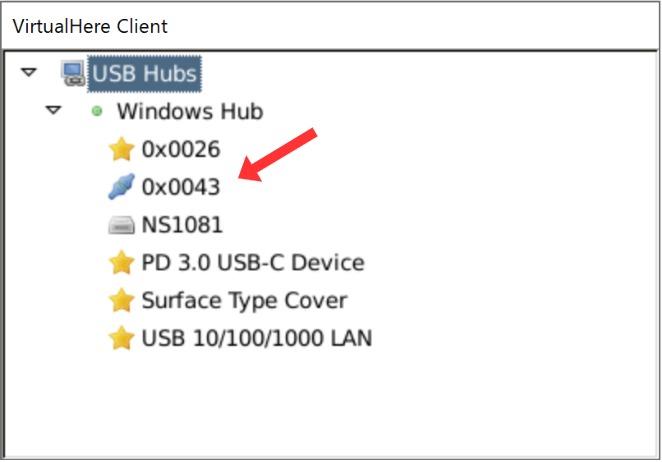 VirtualHere Client
USB Hubs
Windows Hub
0x0026
0x0043
NS1081
PD 3.0 USB-C Device
Surface Type Cover
USB 10/100/1000 LAN